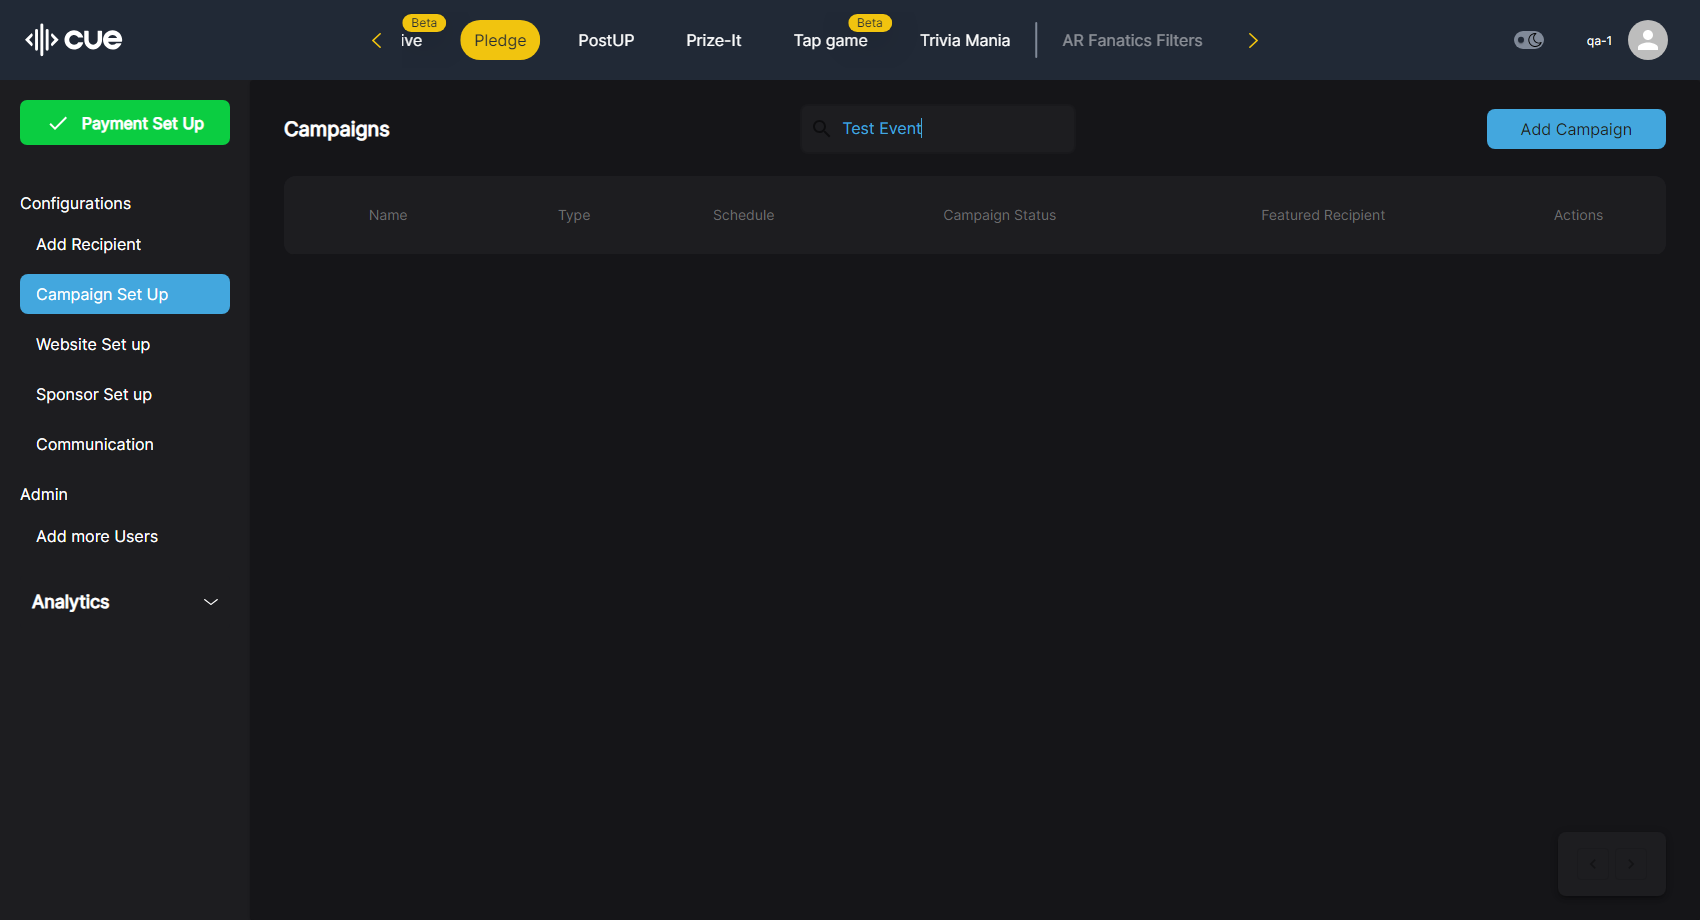 cue
Beta
ive
Pledge
PostUP
Prize-It
Beta
Tap game
Trivia Mania
AR Fanatics Filters
qa-1
Payment Set Up
Configurations
Add Recipient
Campaign Set Up
Website Set up
Sponsor Set up
Communication
Admin
Add more Users
Analytics
Campaigns
Test Event
Add Campaign
Name Type Schedule Campaign Status Featured Recipient Actions